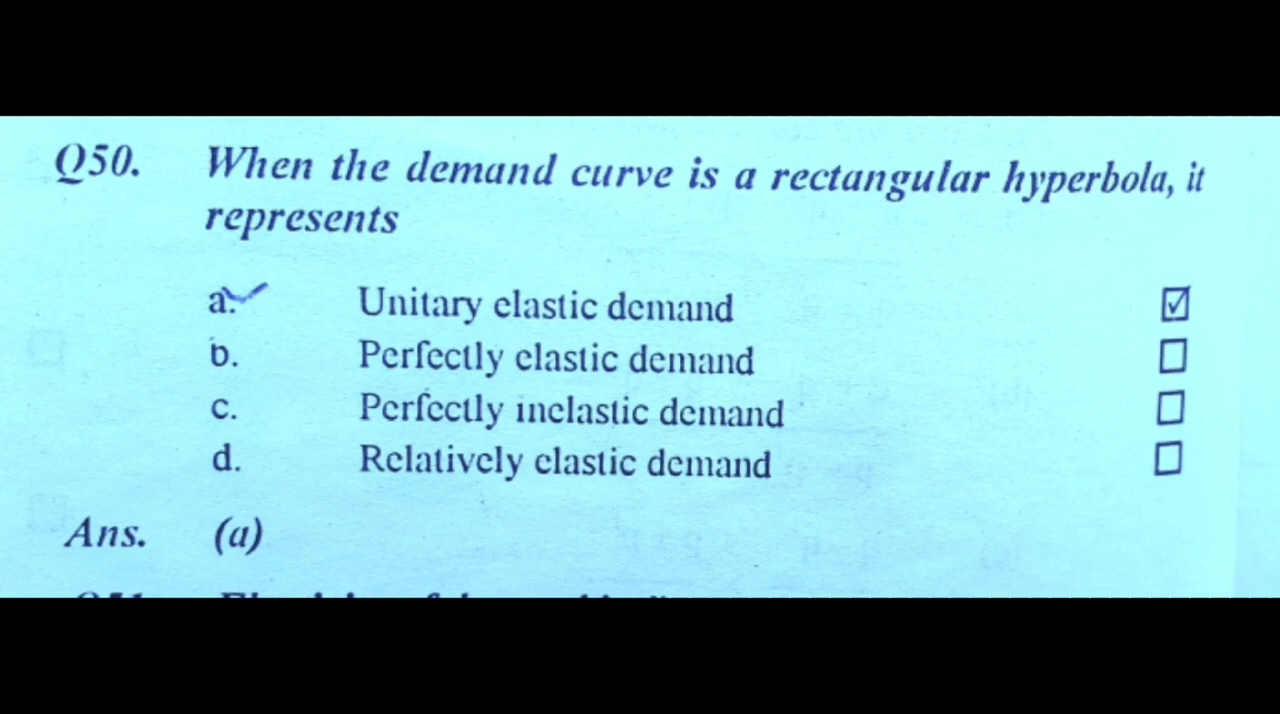 Q50. When the demand curve is a rectangular hyperbola, it
represents
a. Unitary elastic demand
b. Perfectly elastic demand
c. Perfectly inelastic demand
d. Relatively elastic demand
Ans. (a)